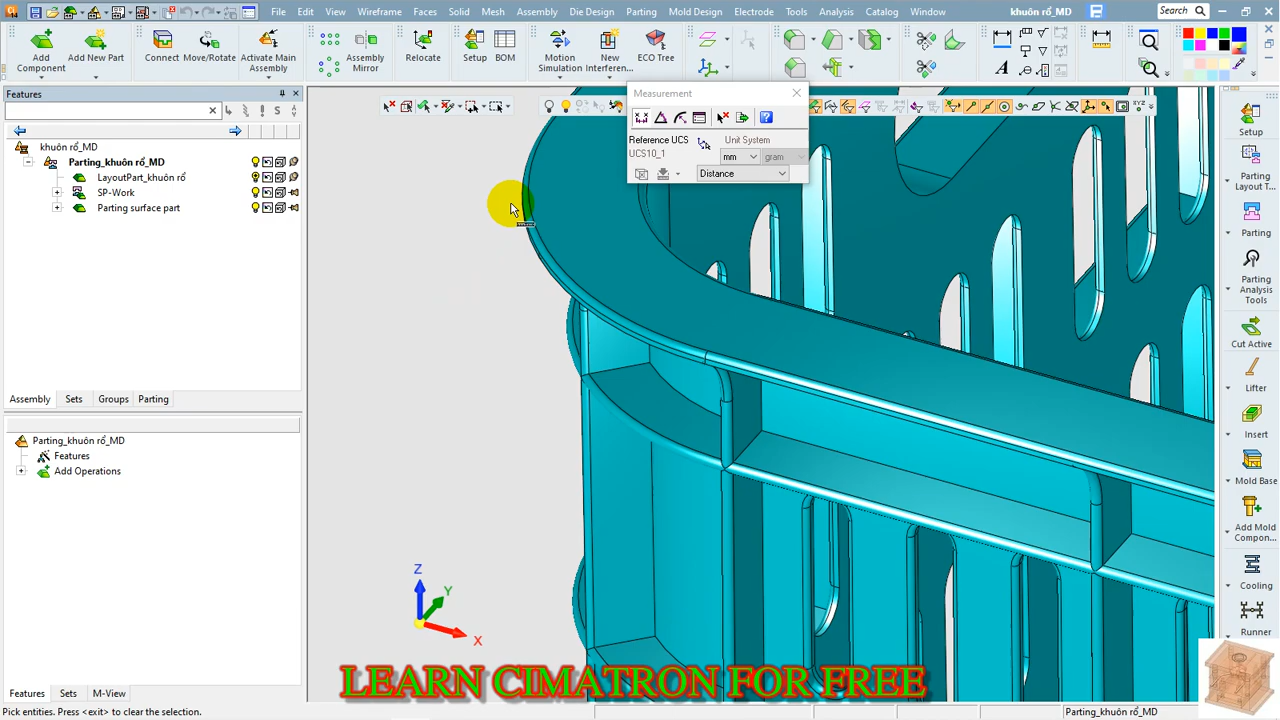 File Edit View Wireframe Faces Solid Mesh Assembly Die Design Parting Mold Design Electrode Tools Analysis Catalog Window khuôn rổ_MD Search
Add Component
Add New Part
Connect
Move/Rotate
Activate Main Assembly
Assembly Mirror
Relocate
Setup
BOM
Motion Simulation
New Interferen...
ECO Tree
Features
Measurement
Reference UCS
UCS10_1
Unit System
mm
gram
Distance
khuôn rổ_MD
Parting_khuôn rổ_MD
LayoutPart_khuôn rổ
SP-Work
Parting surface part
Assembly Sets Groups Parting
Parting_khuôn rổ_MD
Features
Add Operations
Setup
Parting Layout T...
Parting
Parting Analysis Tools
Cut Active
Lifter
Insert
Mold Base
Add Mold Compone...
Cooling
Runner
XYZ
Z
Y
X
LEARN CIMATRON FOR FREE
Features Sets M-View
Pick entities. Press <exit> to clear the selection.
Parting_khuôn rổ_MD